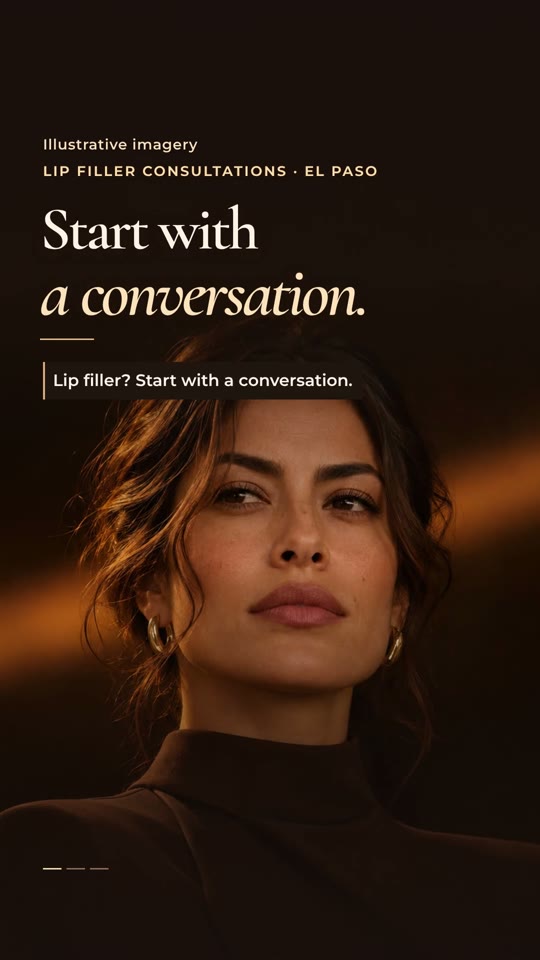 Illustrative imagery
LIP FILLER CONSULTATIONS · EL PASO
Start with
a conversation.
Lip filler? Start with a conversation.